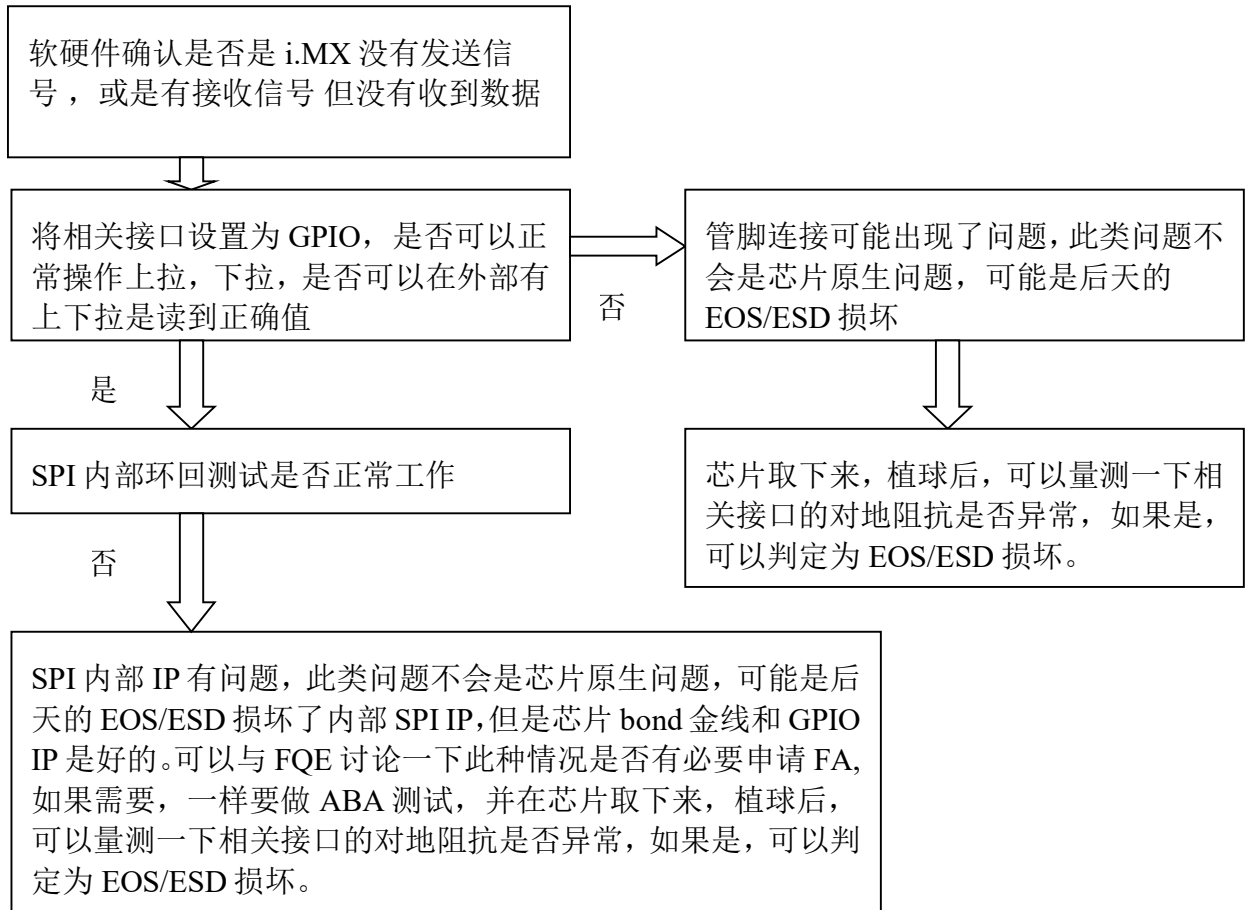 软硬件确认是否是 i.MX 没有发送信
号 ，或是有接收信号 但没有收到数据
将相关接口设置为 GPIO，是否可以正
常操作上拉，下拉，是否可以在外部有
上下拉是读到正确值
否
管脚连接可能出现了问题，此类问题不
会是芯片原生问题，可能是后天的
EOS/ESD 损坏
是
SPI 内部环回测试是否正常工作
芯片取下来，植球后，可以量测一下相
关接口的对地阻抗是否异常，如果是，
可以判定为 EOS/ESD 损坏。
否
SPI 内部 IP 有问题，此类问题不会是芯片原生问题，可能是后
天的 EOS/ESD 损坏了内部 SPI IP，但是芯片 bond 金线和 GPIO
IP 是好的。可以与 FQE 讨论一下此种情况是否有必要申请 FA,
如果需要，一样要做 ABA 测试，并在芯片取下来，植球后，
可以量测一下相关接口的对地阻抗是否异常，如果是，可以判
定为 EOS/ESD 损坏。